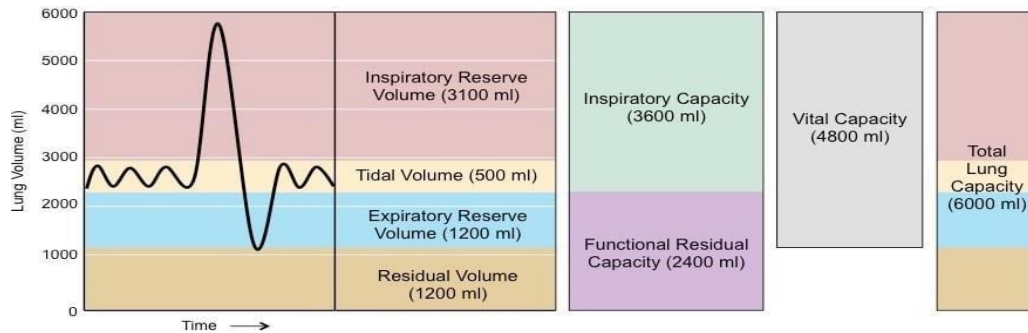 6000
5000
4000
3000
2000
1000
0
Lung Volume (ml)
Time
Inspiratory Reserve
Volume (3100 ml)
Tidal Volume (500 ml)
Expiratory Reserve
Volume (1200 ml)
Residual Volume
(1200 ml)
Inspiratory Capacity
(3600 ml)
Functional Residual
Capacity (2400 ml)
Vital Capacity
(4800 ml)
Total
Lung
Capacity
(6000 ml)